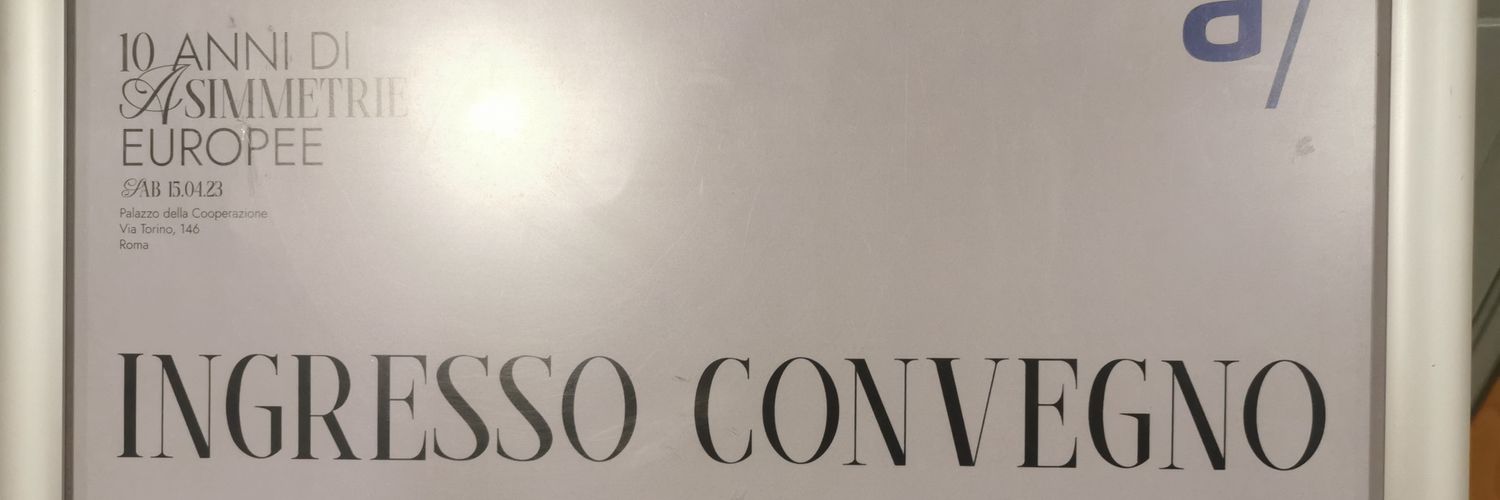 10 ANNI DI
ASIMMETRIE
EUROPEE
SAB 15.04.23
Palazzo della Cooperazione
Via Torino, 146
Roma
a/
INGRESSO CONVEGNO